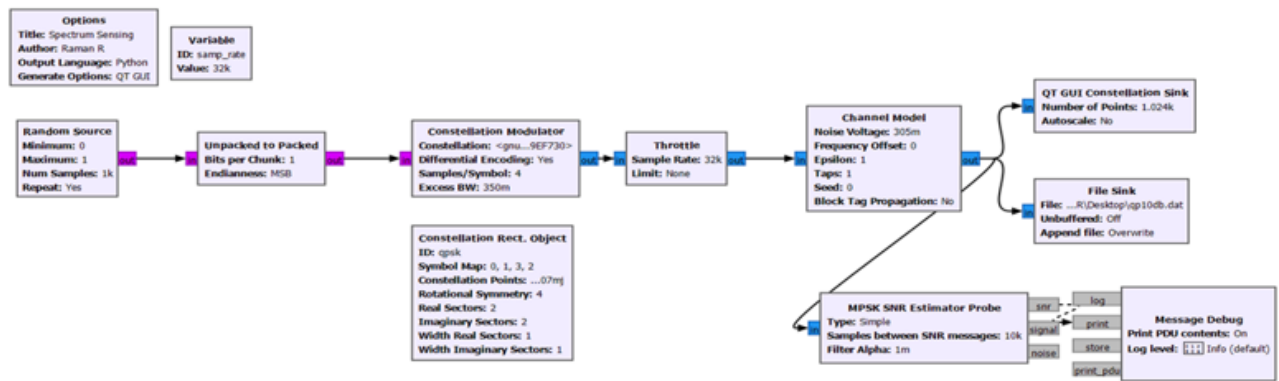 Options
Title: Spectrum Sensing
Author: Raman R
Output Language: Python
Generate Options: QT GUI
Variable
ID: samp_rate
Value: 32k
Random Source
Minimum: 0
Maximum: 1
Num Samples: 1k
Repeat: Yes
out
in
Unpacked to Packed
Bits per Chunk: 1
Endianness: MSB
out
in
Constellation Modulator
Constellation: <gnu...9EF730>
Differential Encoding: Yes
Samples/Symbol: 4
Excess BW: 350m
out
in
Throttle
Sample Rate: 32k
Limit: None
out
in
Channel Model
Noise Voltage: 305m
Frequency Offset: 0
Epsilon: 1
Taps: 1
Seed: 0
Block Tag Propagation: No
out
in
QT GUI Constellation Sink
Number of Points: 1.024k
Autoscale: No
in
File Sink
File: ...R\Desktop\qp10db.dat
Unbuffered: Off
Append file: Overwrite
Constellation Rect. Object
ID: qpsk
Symbol Map: 0, 1, 3, 2
Constellation Points: ...07mj
Rotational Symmetry: 4
Real Sectors: 2
Imaginary Sectors: 2
Width Real Sectors: 1
Width Imaginary Sectors: 1
in
MPSK SNR Estimator Probe
Type: Simple
Samples between SNR messages: 10k
Filter Alpha: 1m
snr
signal
noise
log
print
store
print_pdu
Message Debug
Print PDU contents: On
Log level: Info (default)